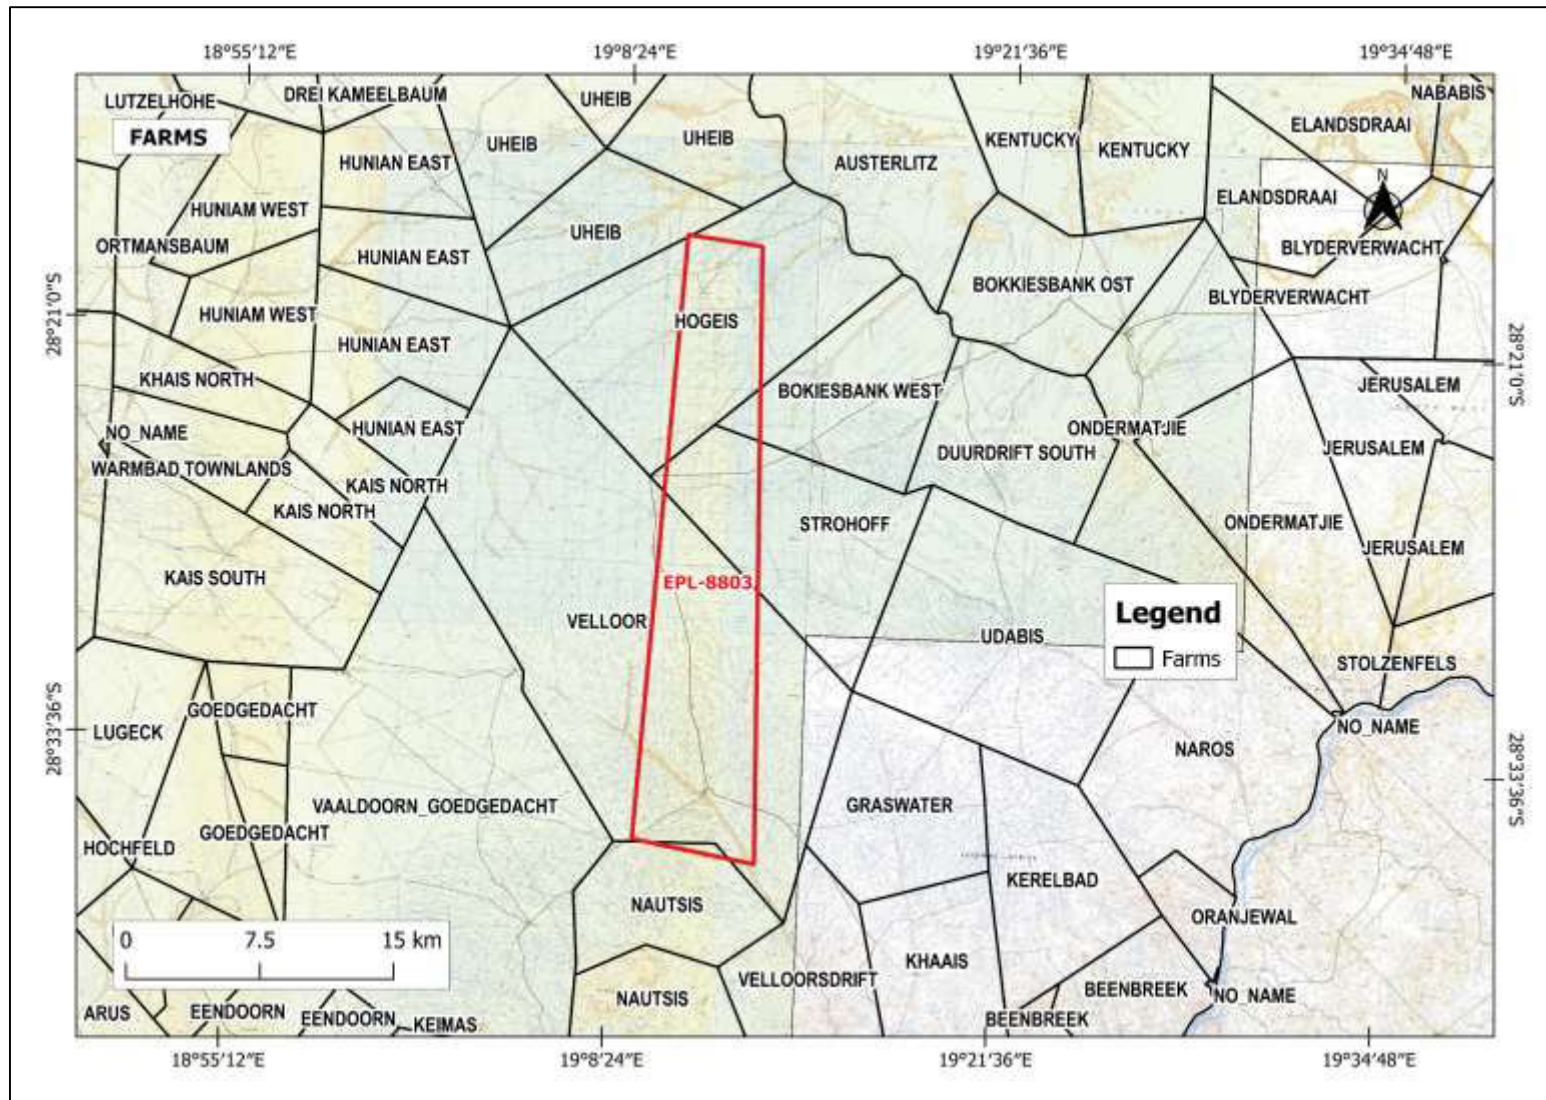 18°55'12"E 19°8'24"E 19°21'36"E 19°34'48"E
LUTZELHOHE DREI KAMEELBAUM UHEIB NABABIS
FARMS UHEIB UHEIB KENTUCKY KENTUCKY ELANDSDRAAI
HUNIAN EAST AUSTERLITZ
N
HUNIAM WEST ELANDSDRAAI
ORTMANSBAUM HUNIAN EAST UHEIB BLYDERVERWACHT
BOKKIESBANK OST BLYDERVERWACHT
28°21'0"S HUNIAM WEST HOGEIS
HUNIAN EAST 28°21'0"S
KHAIS NORTH BOKIESBANK WEST JERUSALEM
NO_NAME HUNIAN EAST ONDERMATJIE
WARMBAD TOWNLANDS DUURDRIFT SOUTH JERUSALEM
KAIS NORTH
KAIS NORTH STROHOFF ONDERMATJIE
JERUSALEM
KAIS SOUTH EPL-8803
Legend
VELLOOR UDABIS
Farms STOLZENFELS
GOEDGEDACHT
LUGECK NO_NAME
28°33'36"S NAROS
28°33'36"S
VAALDOORN_GOEDGEDACHT GRASWATER
GOEDGEDACHT
HOCHFELD
KERELBAD
NAUTSIS ORANJEWAL
0 7.5 15 km
KHAAIS
VELLOORSDRIFT BEENBREEK
NAUTSIS NO_NAME
ARUS EENDOORN EENDOORN KEIMAS BEENBREEK
18°55'12"E 19°8'24"E 19°21'36"E 19°34'48"E